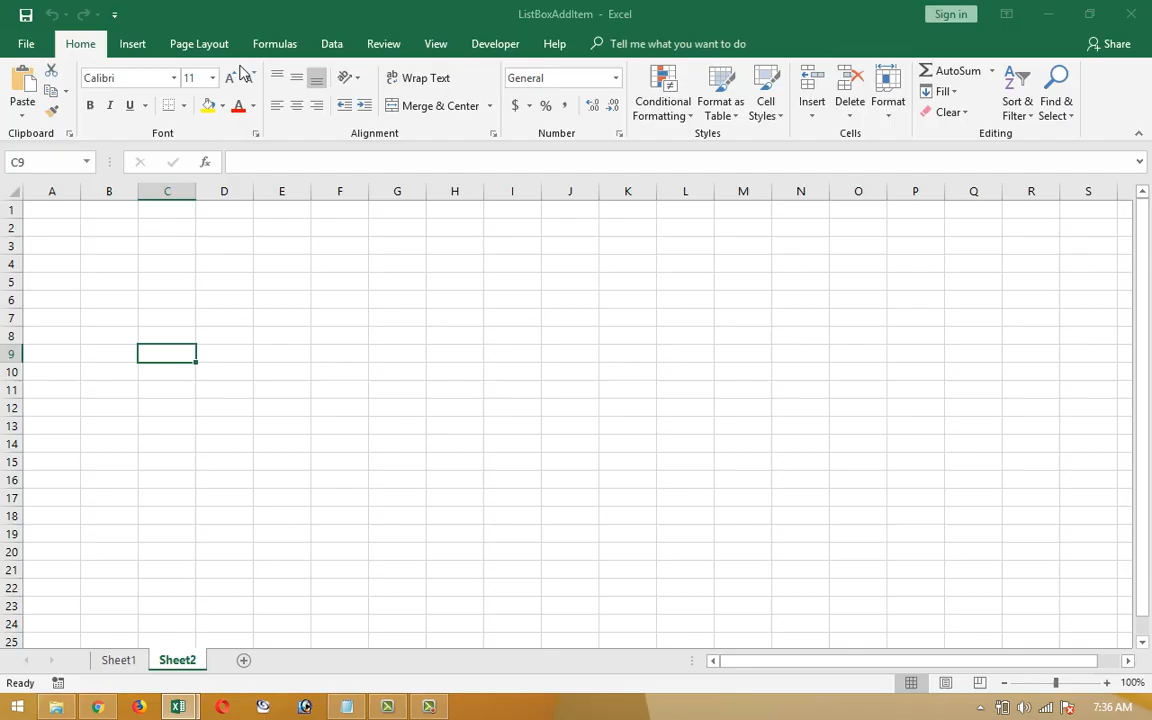 ListBoxAddItem - Excel
Sign in
File Home Insert Page Layout Formulas Data Review View Developer Help Tell me what you want to do Share
Paste
Calibri 11
B I U A
Wrap Text
Merge & Center
General
$ % ,
Conditional Formatting
Format as Table
Cell Styles
Insert
Delete
Format
AutoSum
Fill
Clear
Sort & Filter
Find & Select
Clipboard Font Alignment Number Styles Cells Editing
C9 fx
A B C D E F G H I J K L M N O P Q R S
1
2
3
4
5
6
7
8
9
10
11
12
13
14
15
16
17
18
19
20
21
22
23
24
25
Sheet1 Sheet2
Ready 100%
7:36 AM